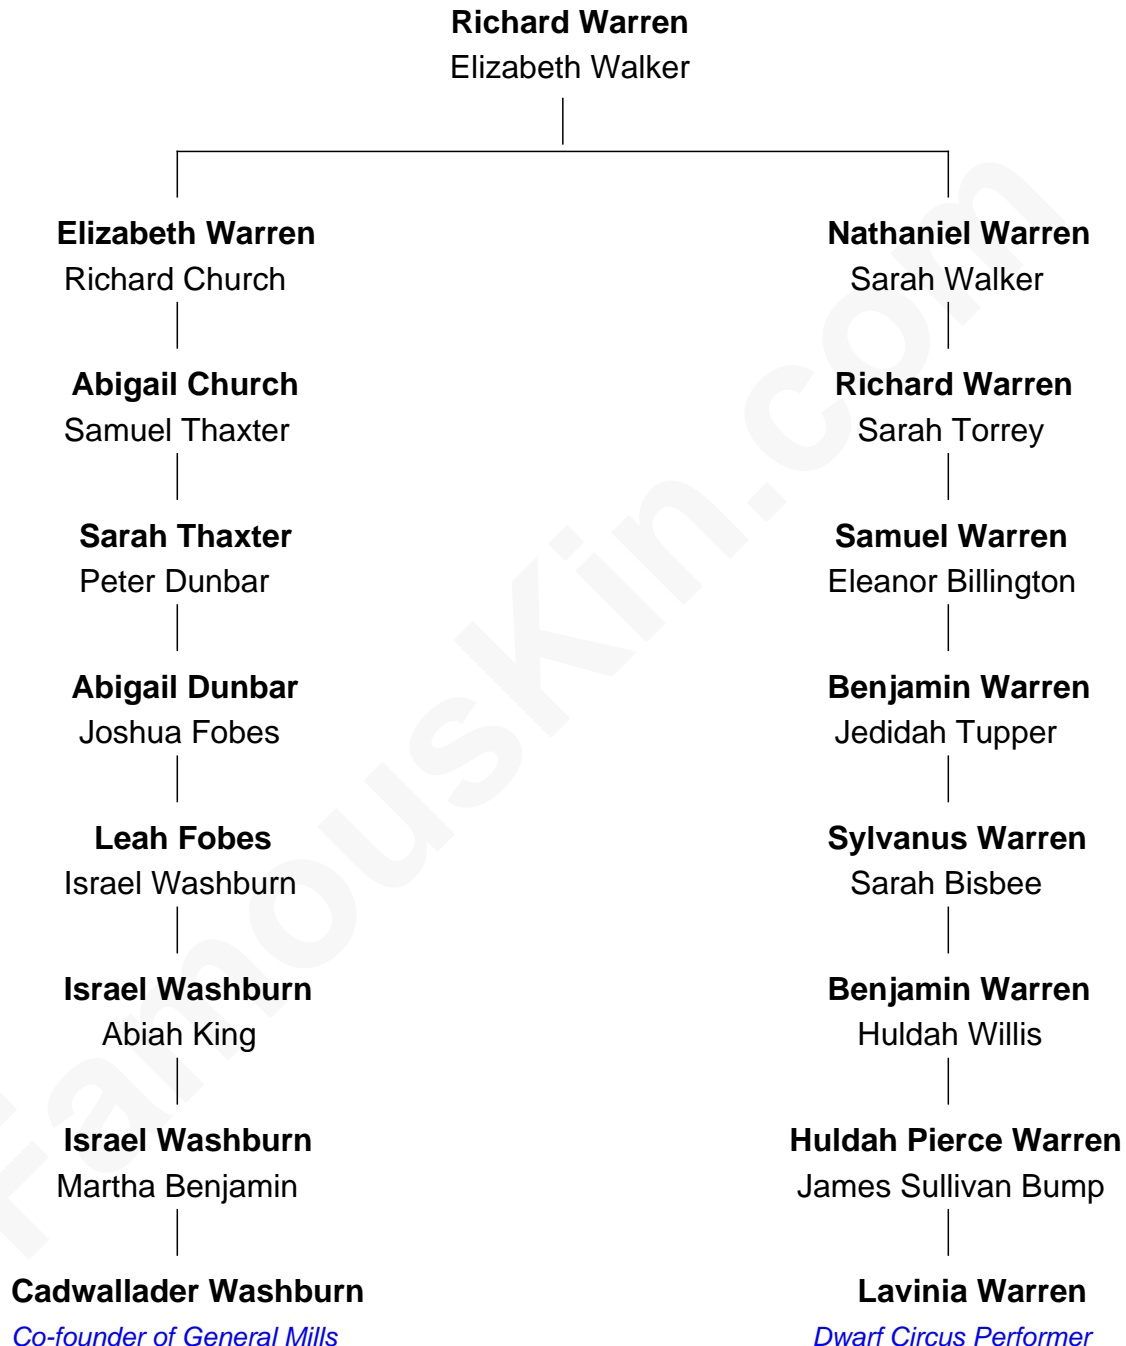 Richard Warren
Elizabeth Walker
Elizabeth Warren
Richard Church
Nathaniel Warren
Sarah Walker
Abigail Church
Samuel Thaxter
Richard Warren
Sarah Torrey
Sarah Thaxter
Peter Dunbar
Samuel Warren
Eleanor Billington
Abigail Dunbar
Joshua Fobes
Benjamin Warren
Jedidah Tupper
Leah Fobes
Israel Washburn
Sylvanus Warren
Sarah Bisbee
Israel Washburn
Abiah King
Benjamin Warren
Huldah Willis
Israel Washburn
Martha Benjamin
Huldah Pierce Warren
James Sullivan Bump
Cadwallader Washburn
Co-founder of General Mills
Lavinia Warren
Dwarf Circus Performer
FamousKin.com